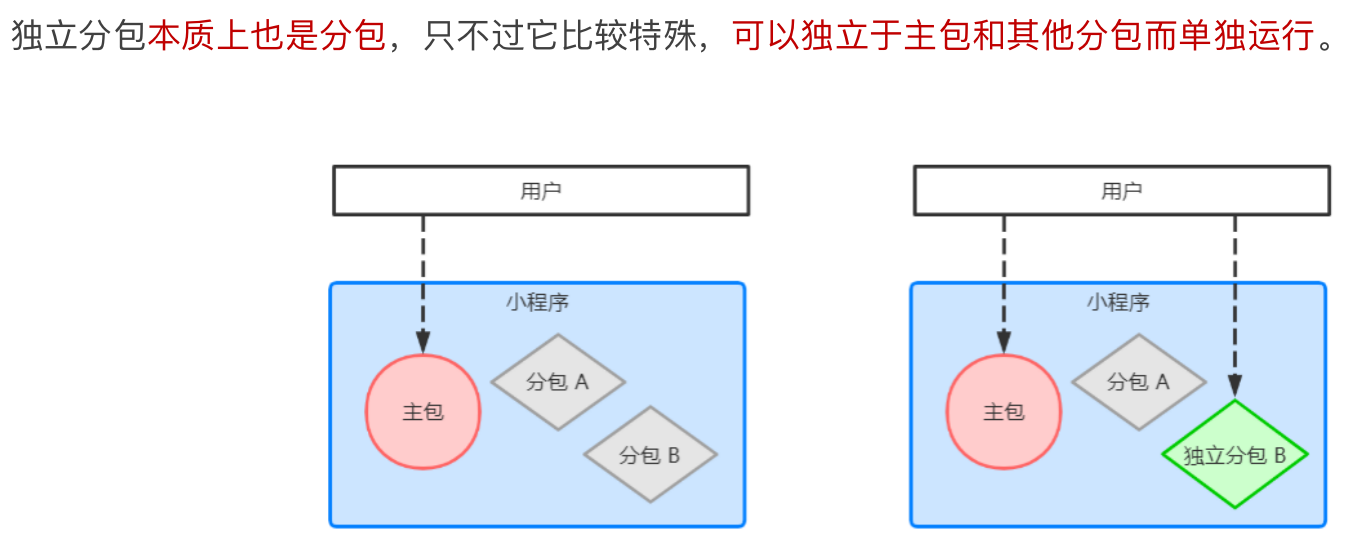 独立分包本质上也是分包，只不过它比较特殊，可以独立于主包和其他分包而单独运行。
用户
小程序
主包
分包 A
分包 B
用户
小程序
主包
分包 A
独立分包 B